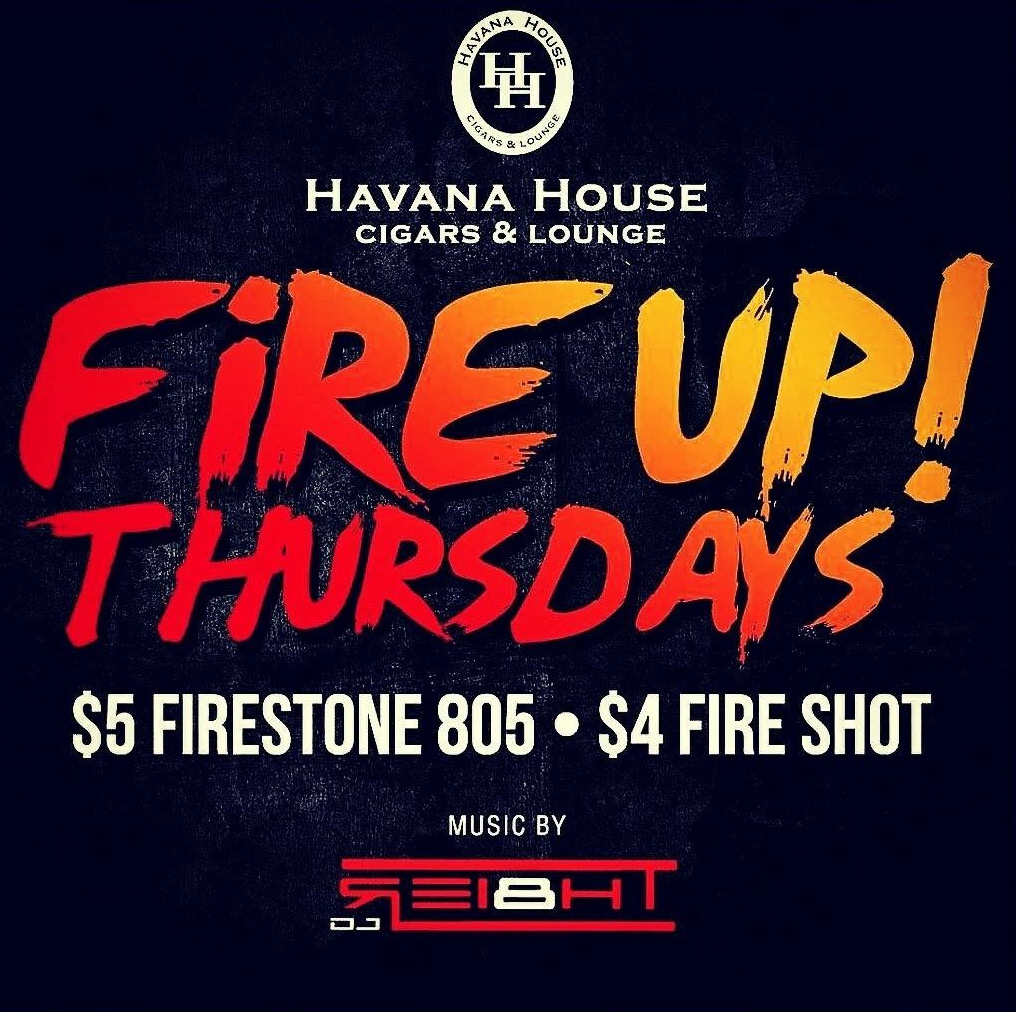 HAVANA HOUSE
HH
CIGARS & LOUNGE
HAVANA HOUSE
CIGARS & LOUNGE
FiRE UP!
THURSDAYS
$5 FIRESTONE 805 • $4 FIRE SHOT
MUSIC BY
DJ REI8HT